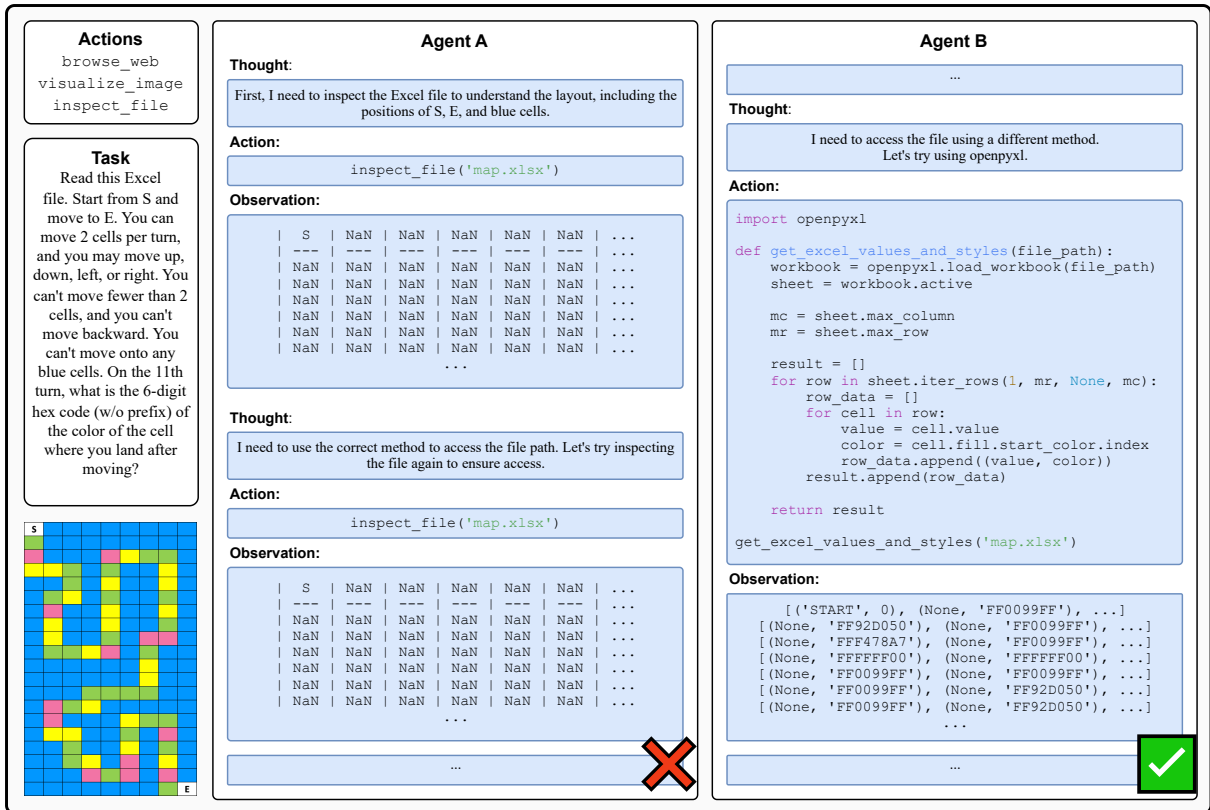 Actions
browse_web
visualize_image
inspect_file
Task
Read this Excel
file. Start from S and
move to E. You can
move 2 cells per turn,
and you may move up,
down, left, or right. You
can't move fewer than 2
cells, and you can't
move backward. You
can't move onto any
blue cells. On the 11th
turn, what is the 6-digit
hex code (w/o prefix) of
the color of the cell
where you land after
moving?
S
E
Agent A
Thought:
First, I need to inspect the Excel file to understand the layout, including the
positions of S, E, and blue cells.
Action:
inspect_file('map.xlsx')
Observation:
| S | NaN | NaN | NaN | NaN | NaN | ...
| --- | --- | --- | --- | --- | --- | ...
| NaN | NaN | NaN | NaN | NaN | NaN | ...
| NaN | NaN | NaN | NaN | NaN | NaN | ...
| NaN | NaN | NaN | NaN | NaN | NaN | ...
| NaN | NaN | NaN | NaN | NaN | NaN | ...
| NaN | NaN | NaN | NaN | NaN | NaN | ...
| NaN | NaN | NaN | NaN | NaN | NaN | ...
...
Thought:
I need to use the correct method to access the file path. Let's try inspecting
the file again to ensure access.
Action:
inspect_file('map.xlsx')
Observation:
| S | NaN | NaN | NaN | NaN | NaN | ...
| --- | --- | --- | --- | --- | --- | ...
| NaN | NaN | NaN | NaN | NaN | NaN | ...
| NaN | NaN | NaN | NaN | NaN | NaN | ...
| NaN | NaN | NaN | NaN | NaN | NaN | ...
| NaN | NaN | NaN | NaN | NaN | NaN | ...
| NaN | NaN | NaN | NaN | NaN | NaN | ...
| NaN | NaN | NaN | NaN | NaN | NaN | ...
...
...
Agent B
...
Thought:
I need to access the file using a different method.
Let's try using openpyxl.
Action:
import openpyxl
def get_excel_values_and_styles(file_path):
    workbook = openpyxl.load_workbook(file_path)
    sheet = workbook.active
    mc = sheet.max_column
    mr = sheet.max_row
    result = []
    for row in sheet.iter_rows(1, mr, None, mc):
        row_data = []
        for cell in row:
            value = cell.value
            color = cell.fill.start_color.index
            row_data.append((value, color))
        result.append(row_data)
    return result
get_excel_values_and_styles('map.xlsx')
Observation:
[('START', 0), (None, 'FF0099FF'), ...]
[(None, 'FF92D050'), (None, 'FF0099FF'), ...]
[(None, 'FFF478A7'), (None, 'FF0099FF'), ...]
[(None, 'FFFFFF00'), (None, 'FFFFFF00'), ...]
[(None, 'FF0099FF'), (None, 'FF0099FF'), ...]
[(None, 'FF0099FF'), (None, 'FF92D050'), ...]
[(None, 'FF0099FF'), (None, 'FF92D050'), ...]
...
...